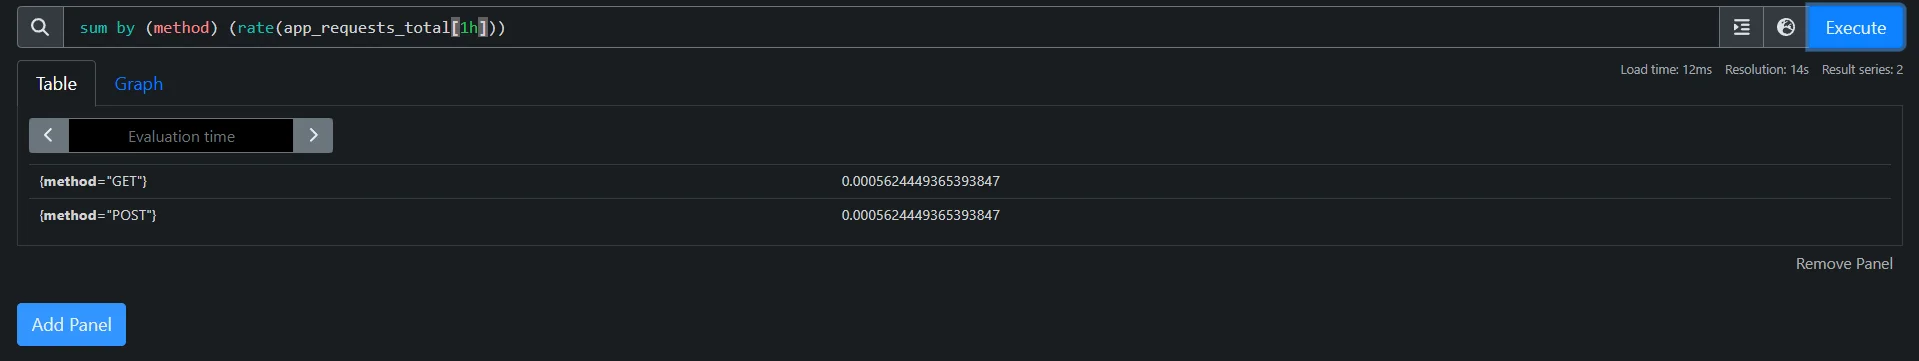 sum by (method) (rate(app_requests_total[1h]))
Execute
Table
Graph
Load time: 12ms Resolution: 14s Result series: 2
Evaluation time
{method="GET"} 0.0005624449365393847
{method="POST"} 0.0005624449365393847
Remove Panel
Add Panel